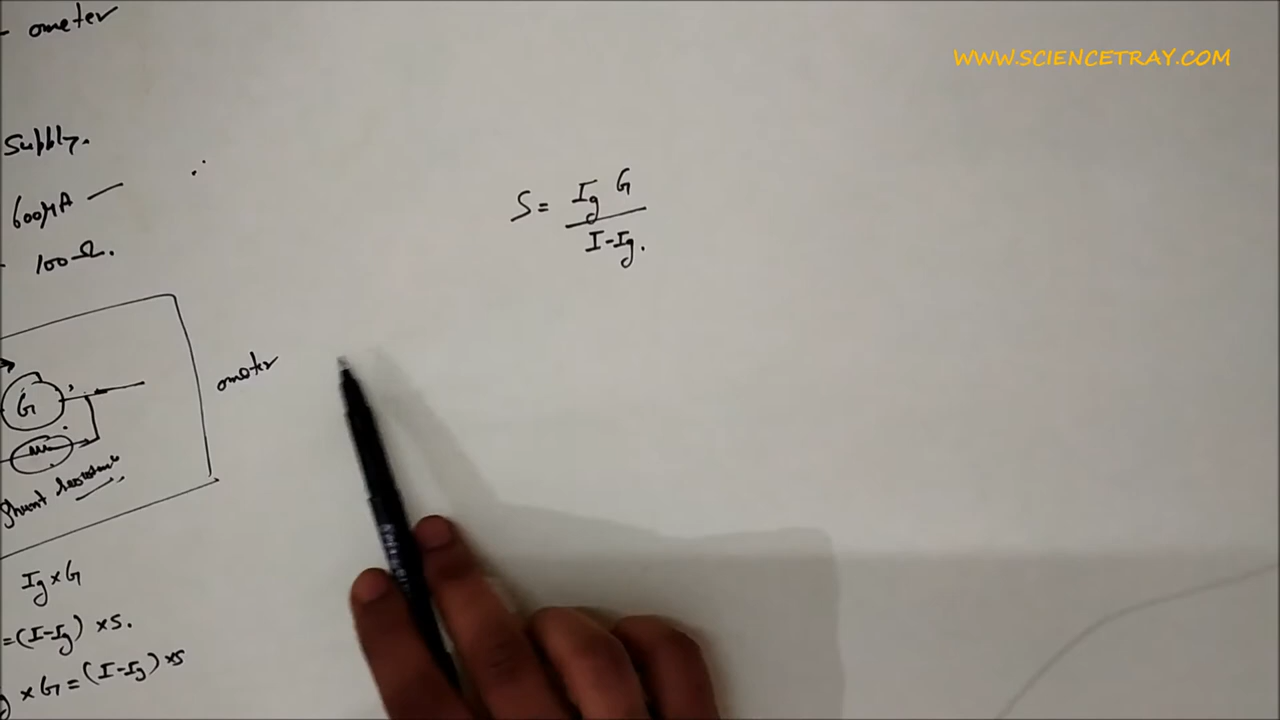 - ometer
WWW.SCIENCETRAY.COM
Supply.
600μA —
- 100Ω.
S = Ig G / I-Ig.
G
ometer
Shunt resistance
Ig×G
=(I-Ig) ×S.
×G=(I-Ig)×S